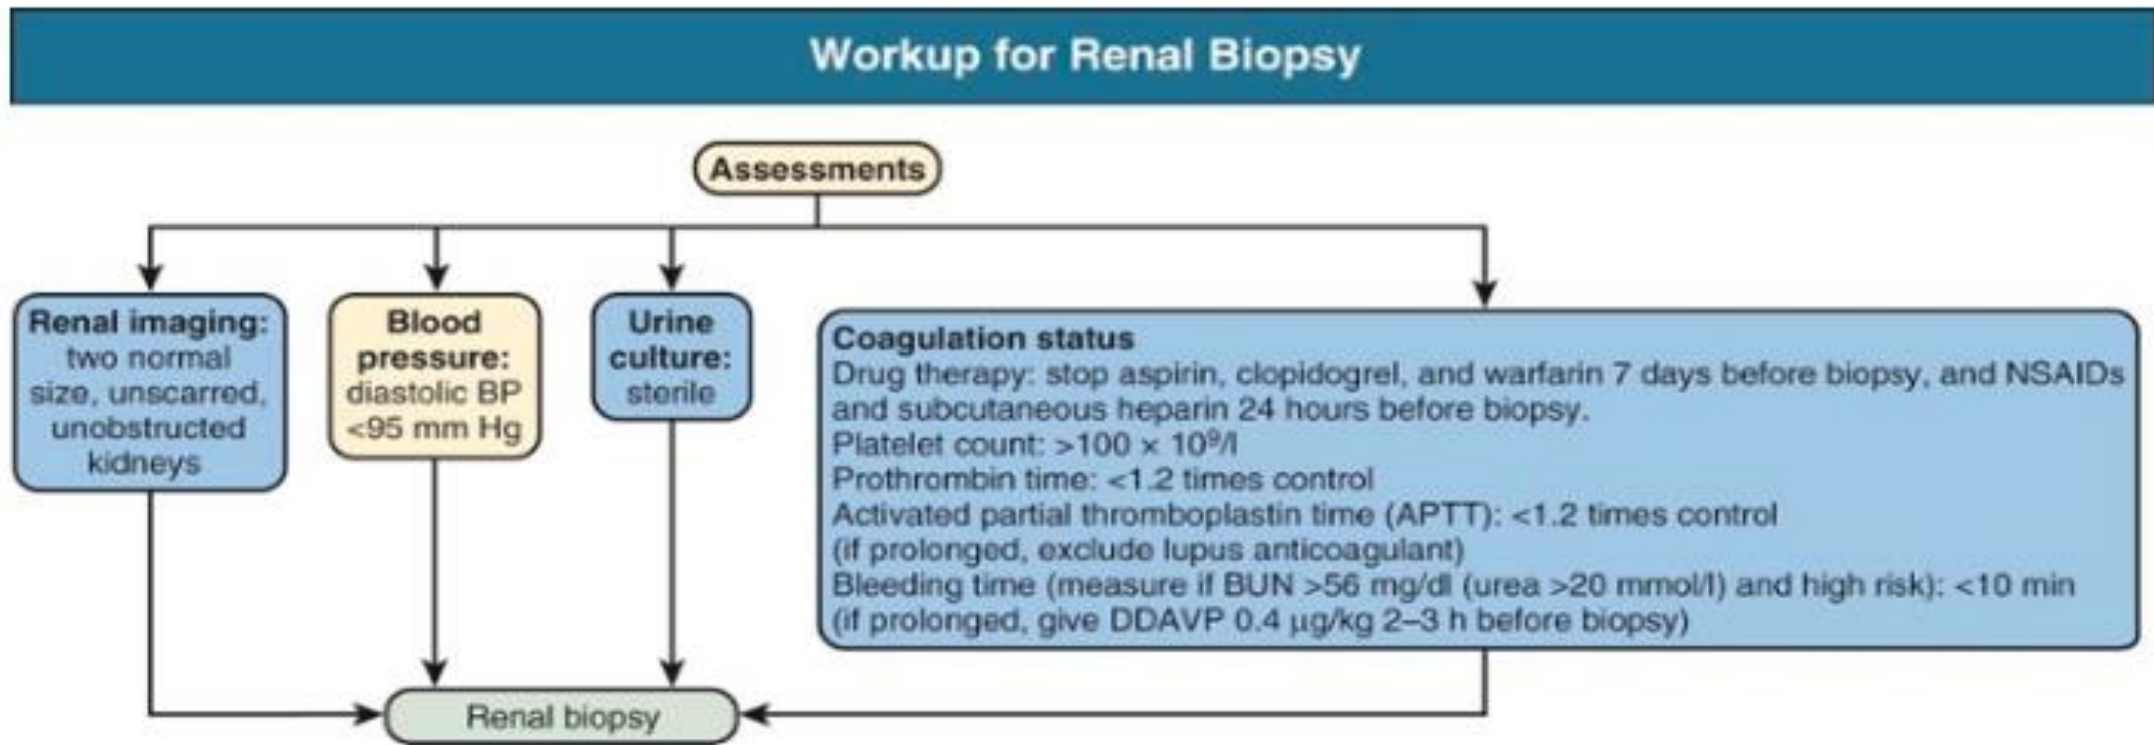 Workup for Renal Biopsy
Assessments
Renal imaging:
two normal
size, unscarred,
unobstructed
kidneys
Blood
pressure:
diastolic BP
<95 mm Hg
Urine
culture:
sterile
Coagulation status
Drug therapy: stop aspirin, clopidogrel, and warfarin 7 days before biopsy, and NSAIDs
and subcutaneous heparin 24 hours before biopsy.
Platelet count: >100 × 10⁹/l
Prothrombin time: <1.2 times control
Activated partial thromboplastin time (APTT): <1.2 times control
(if prolonged, exclude lupus anticoagulant)
Bleeding time (measure if BUN >56 mg/dl (urea >20 mmol/l) and high risk): <10 min
(if prolonged, give DDAVP 0.4 μg/kg 2–3 h before biopsy)
Renal biopsy